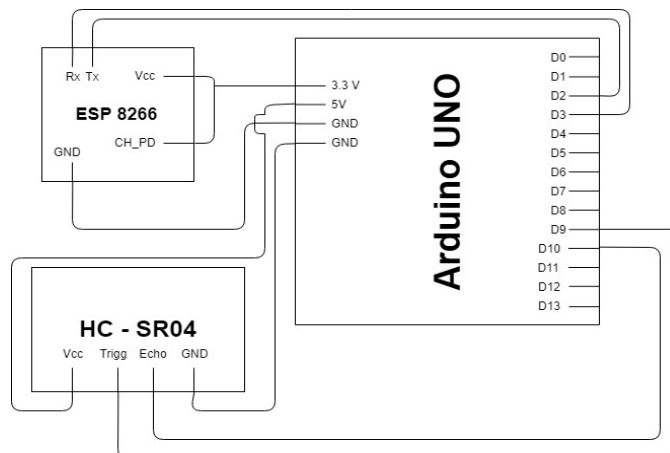 Rx Tx Vcc
ESP 8266
CH_PD
GND
3.3 V
5V
GND
GND
Arduino UNO
D0
D1
D2
D3
D4
D5
D6
D7
D8
D9
D10
D11
D12
D13
HC - SR04
Vcc Trigg Echo GND